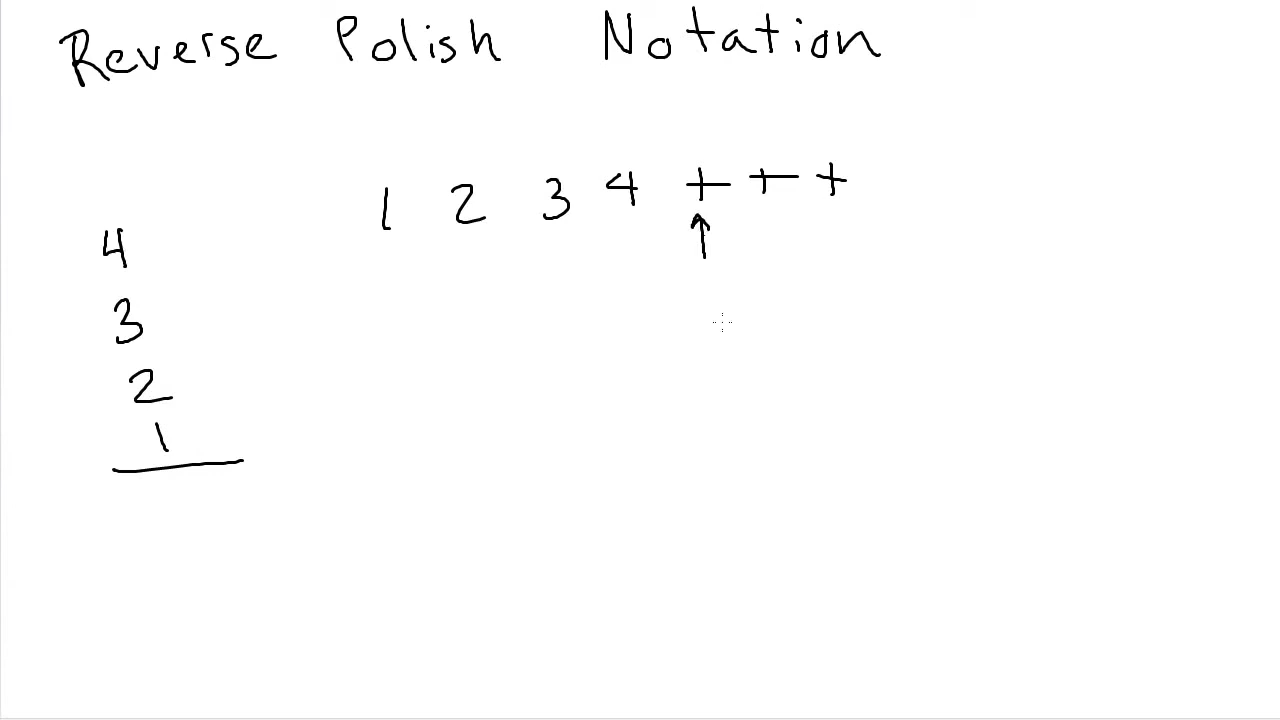 Reverse Polish Notation
1 2 3 4 + + +
4
3
2
1